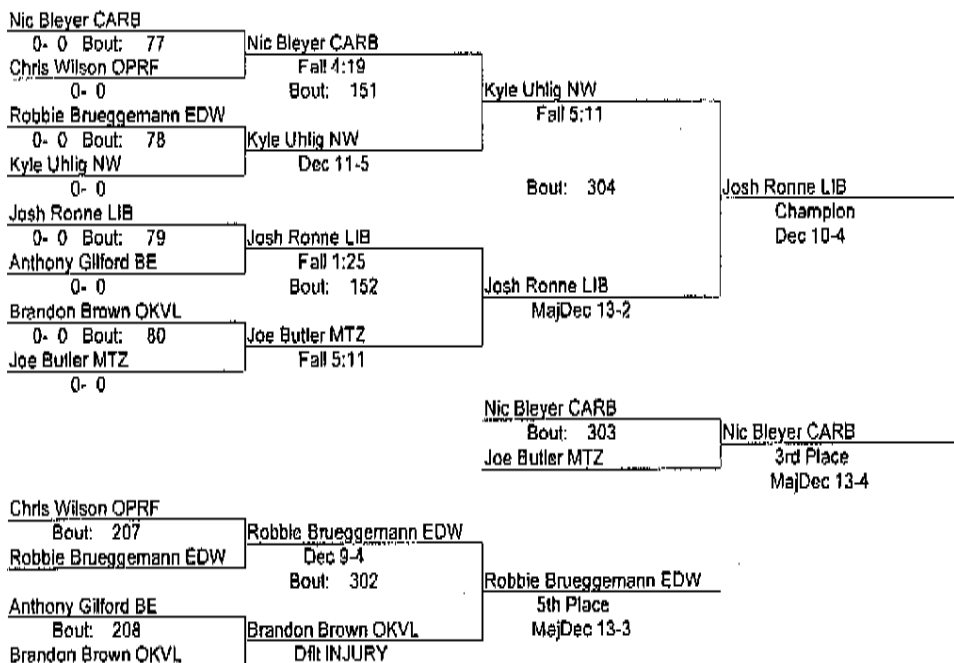 Nic Bleyer CARB
0- 0 Bout: 77
Chris Wilson OPRF
0- 0
Robbie Brueggemann EDW
0- 0 Bout: 78
Kyle Uhlig NW
0- 0
Josh Ronne LIB
0- 0 Bout: 79
Anthony Gilford BE
0- 0
Brandon Brown OKVL
0- 0 Bout: 80
Joe Butler MTZ
0- 0
Nic Bleyer CARB
Fall 4:19
Bout: 151
Kyle Uhlig NW
Dec 11-5
Josh Ronne LIB
Fall 1:25
Bout: 152
Joe Butler MTZ
Fall 5:11
Kyle Uhlig NW
Fall 5:11
Bout: 304
Josh Ronne LIB
MajDec 13-2
Josh Ronne LIB
Champion
Dec 10-4
Nic Bleyer CARB
Bout: 303
Joe Butler MTZ
Nic Bleyer CARB
3rd Place
MajDec 13-4
Chris Wilson OPRF
Bout: 207
Robbie Brueggemann EDW
Anthony Gilford BE
Bout: 208
Brandon Brown OKVL
Robbie Brueggemann EDW
Dec 9-4
Bout: 302
Brandon Brown OKVL
Dflt INJURY
Robbie Brueggemann EDW
5th Place
MajDec 13-3